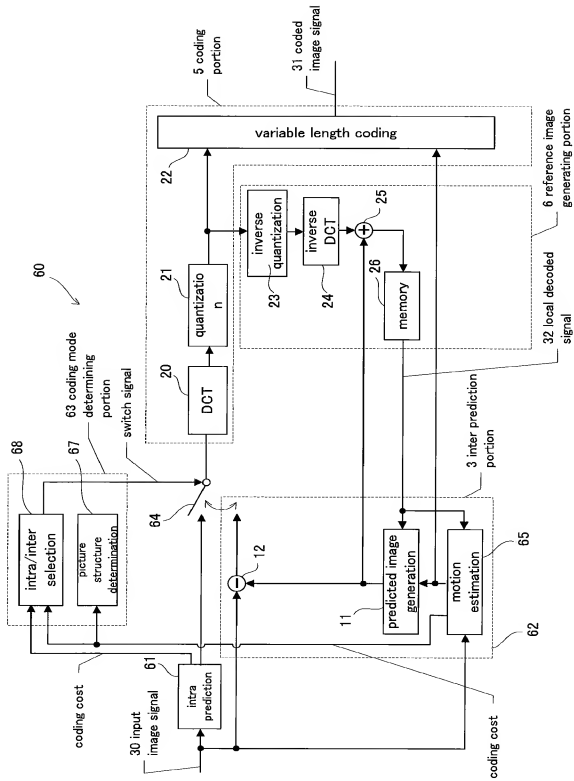 60
63 coding mode
determining
portion
68
intra/inter
selection
67
picture
structure
determination
switch signal
coding cost
61
intra
prediction
30 input
image signal
64
12
5 coding
portion
31 coded
image signal
20
DCT
21
quantizatio
n
22
variable length coding
23
inverse
quantization
24
inverse
DCT
25
26
memory
6 reference image
generating portion
32 local decoded
signal
3 inter prediction
portion
11
predicted image
generation
65
motion
estimation
62
coding cost